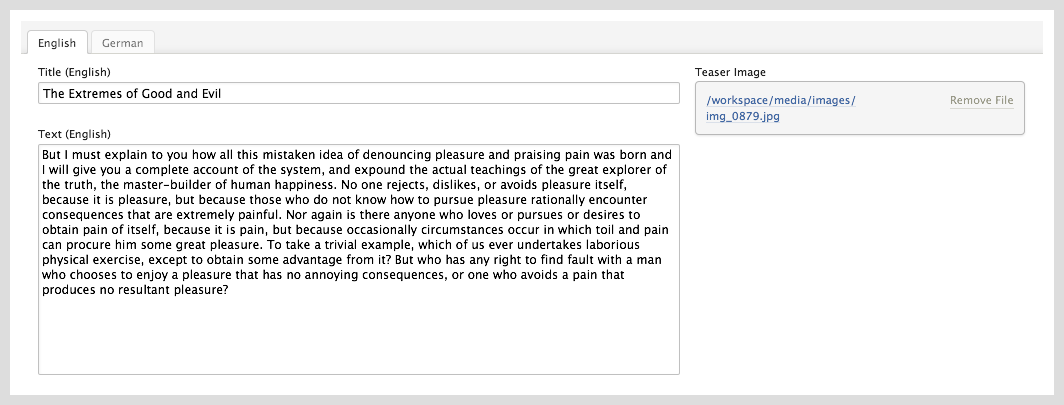 English
German
Title (English)
The Extremes of Good and Evil
Text (English)
But I must explain to you how all this mistaken idea of denouncing pleasure and praising pain was born and
I will give you a complete account of the system, and expound the actual teachings of the great explorer of
the truth, the master-builder of human happiness. No one rejects, dislikes, or avoids pleasure itself,
because it is pleasure, but because those who do not know how to pursue pleasure rationally encounter
consequences that are extremely painful. Nor again is there anyone who loves or pursues or desires to
obtain pain of itself, because it is pain, but because occasionally circumstances occur in which toil and pain
can procure him some great pleasure. To take a trivial example, which of us ever undertakes laborious
physical exercise, except to obtain some advantage from it? But who has any right to find fault with a man
who chooses to enjoy a pleasure that has no annoying consequences, or one who avoids a pain that
produces no resultant pleasure?
Teaser Image
/workspace/media/images/
img_0879.jpg
Remove File